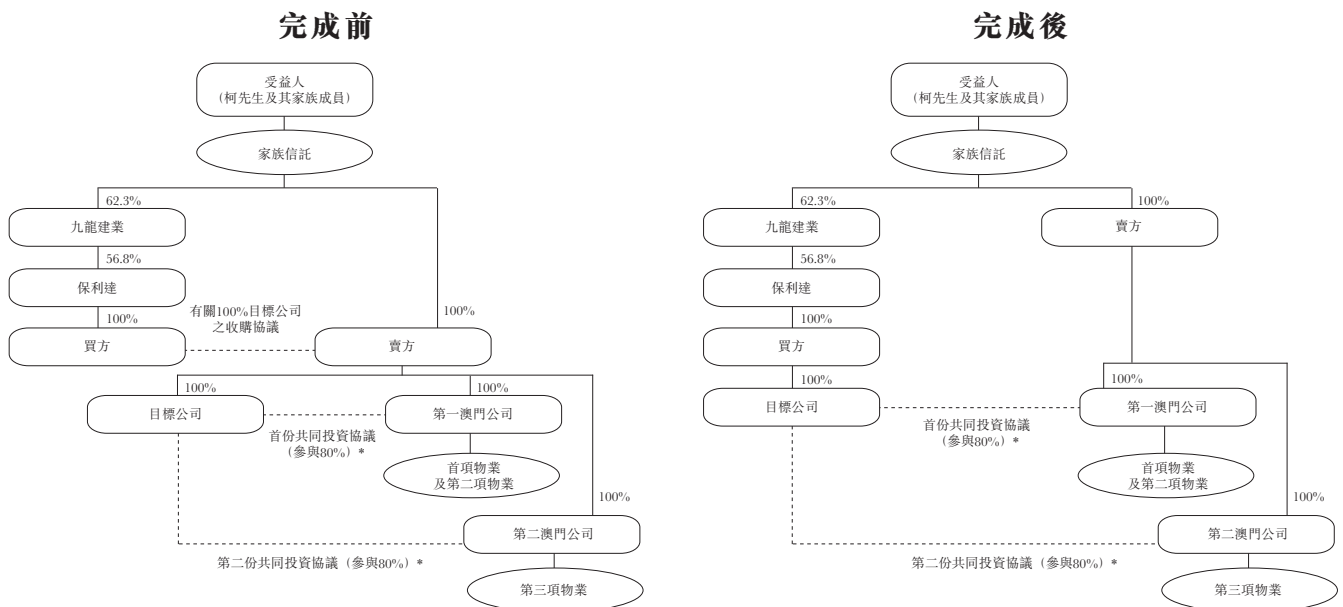 完成前
受益人
（柯先生及其家族成員）
家族信託
62.3%
九龍建業
56.8%
保利達
100%
買方
有關100%目標公司
之收購協議
100%
賣方
100%
目標公司
100%
第一澳門公司
首份共同投資協議
（參與80%）*
首項物業
及第二項物業
100%
第二澳門公司
第二份共同投資協議（參與80%）*
第三項物業
完成後
受益人
（柯先生及其家族成員）
家族信託
62.3%
九龍建業
100%
賣方
56.8%
保利達
100%
買方
100%
目標公司
100%
第一澳門公司
首份共同投資協議
（參與80%）*
首項物業
及第二項物業
100%
第二澳門公司
第二份共同投資協議（參與80%）*
第三項物業